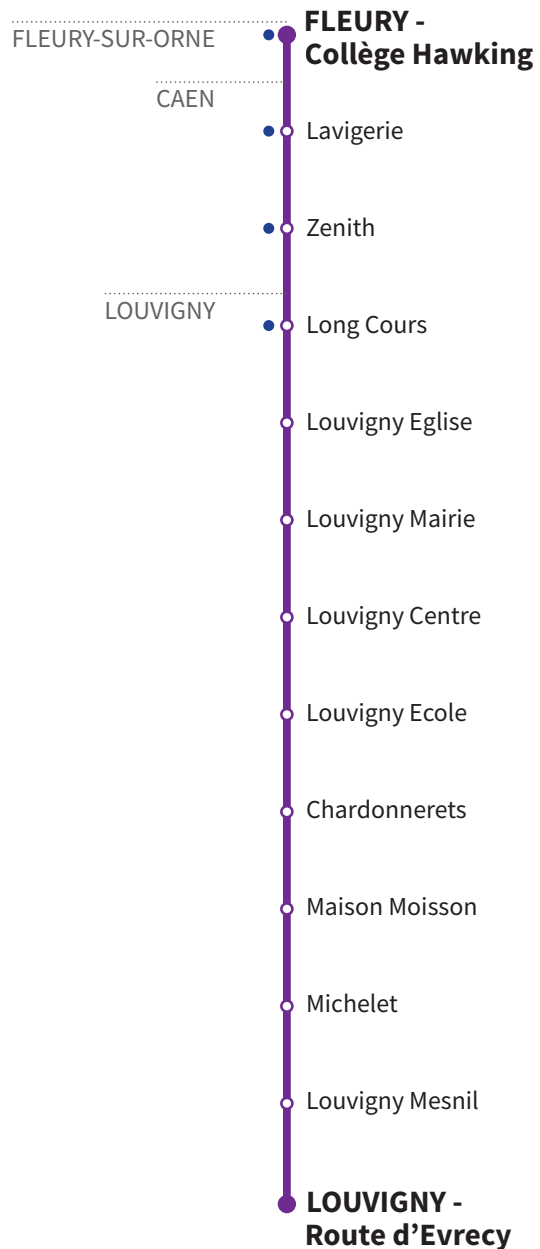 FLEURY-SUR-ORNE
FLEURY -
Collège Hawking
CAEN
Lavigerie
Zenith
LOUVIGNY
Long Cours
Louvigny Eglise
Louvigny Mairie
Louvigny Centre
Louvigny Ecole
Chardonnerets
Maison Moisson
Michelet
Louvigny Mesnil
LOUVIGNY -
Route d’Evrecy